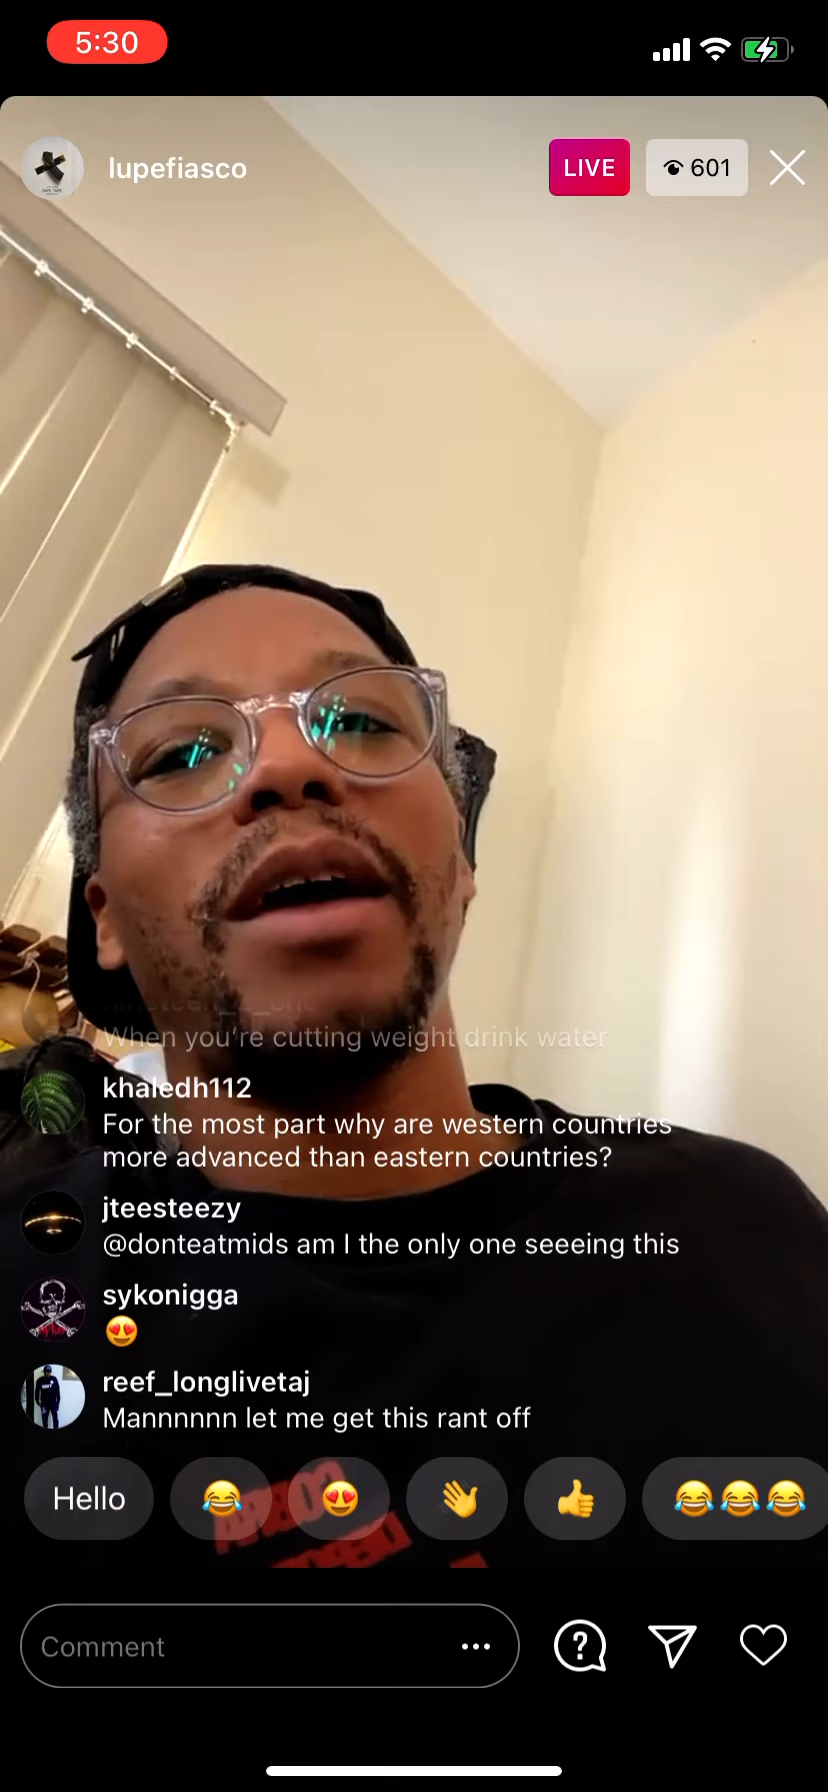 5:30
lupefiasco
LIVE
601
When you're cutting weight drink water
khaledh112
For the most part why are western countries
more advanced than eastern countries?
jteesteezy
@donteatmids am I the only one seeeing this
sykonigga
😍
reef_longlivetaj
Mannnnnn let me get this rant off
Hello 😂 😍 👋 👍 😂😂😂
Comment